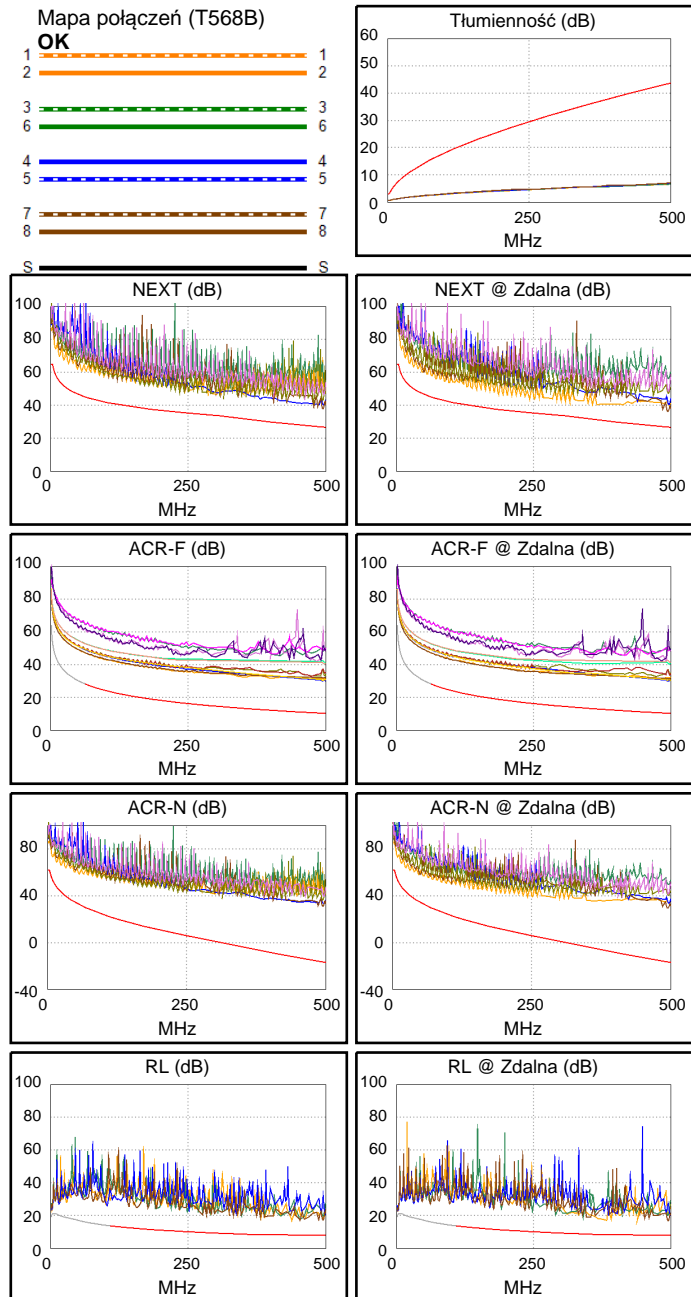 Mapa połączeń (T568B)
OK
1 1
2 2
3 3
6 6
4 4
5 5
7 7
8 8
S S
Tłumienność (dB)
60
50
40
30
20
10
0
0 250 500
MHz
NEXT (dB)
100
80
60
40
20
0
0 250 500
MHz
NEXT @ Zdalna (dB)
100
80
60
40
20
0
0 250 500
MHz
ACR-F (dB)
100
80
60
40
20
0
0 250 500
MHz
ACR-F @ Zdalna (dB)
100
80
60
40
20
0
0 250 500
MHz
ACR-N (dB)
80
40
0
-40
0 250 500
MHz
ACR-N @ Zdalna (dB)
80
40
0
-40
0 250 500
MHz
RL (dB)
100
80
60
40
20
0
0 250 500
MHz
RL @ Zdalna (dB)
100
80
60
40
20
0
0 250 500
MHz